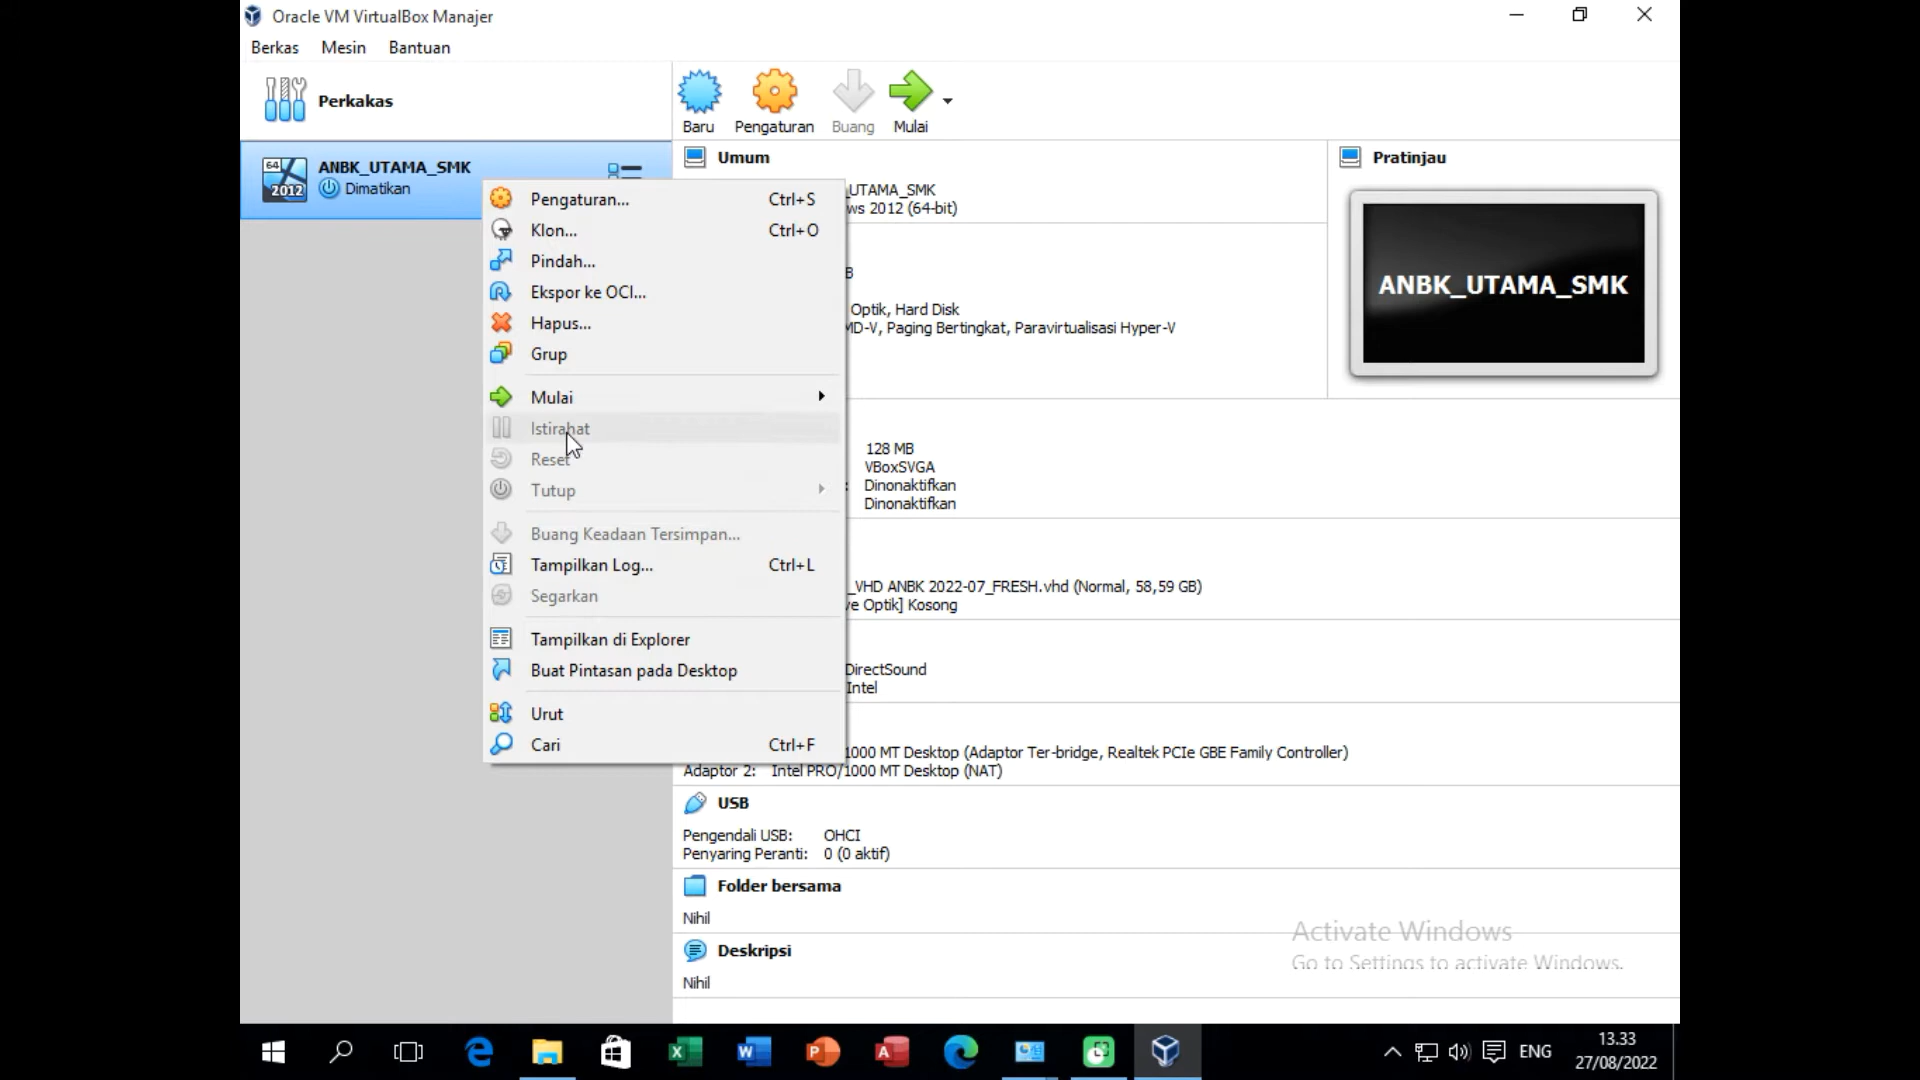 Oracle VM VirtualBox Manajer
Berkas Mesin Bantuan
Perkakas
Baru Pengaturan Buang Mulai
64
2012
ANBK_UTAMA_SMK
Dimatikan
Pengaturan... Ctrl+S
Klon... Ctrl+O
Pindah...
Ekspor ke OCI...
Hapus...
Grup
Mulai
Istirahat
Reset
Tutup
Buang Keadaan Tersimpan...
Tampilkan Log... Ctrl+L
Segarkan
Tampilkan di Explorer
Buat Pintasan pada Desktop
Urut
Cari Ctrl+F
Umum
_UTAMA_SMK
ws 2012 (64-bit)
B
Optik, Hard Disk
MD-V, Paging Bertingkat, Paravirtualisasi Hyper-V
128 MB
VBoxSVGA
: Dinonaktifkan
Dinonaktifkan
_VHD ANBK 2022-07_FRESH.vhd (Normal, 58,59 GB)
ve Optik] Kosong
DirectSound
Intel
1000 MT Desktop (Adaptor Ter-bridge, Realtek PCIe GBE Family Controller)
Adaptor 2: Intel PRO/1000 MT Desktop (NAT)
USB
Pengendali USB: OHCI
Penyaring Peranti: 0 (0 aktif)
Folder bersama
Nihil
Deskripsi
Nihil
Pratinjau
ANBK_UTAMA_SMK
Activate Windows
Go to Settings to activate Windows.
ENG
13.33
27/08/2022